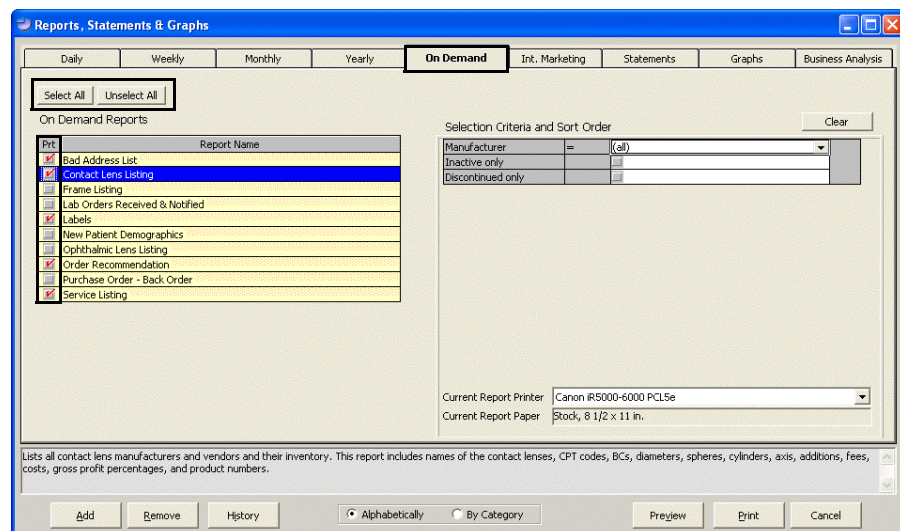 Reports, Statements & Graphs
Daily Weekly Monthly Yearly On Demand Int. Marketing Statements Graphs Business Analysis
Select All Unselect All
On Demand Reports
Prt Report Name
Bad Address List
Contact Lens Listing
Frame Listing
Lab Orders Received & Notified
Labels
New Patient Demographics
Ophthalmic Lens Listing
Order Recommendation
Purchase Order - Back Order
Service Listing
Selection Criteria and Sort Order Clear
Manufacturer = (all)
Inactive only
Discontinued only
Current Report Printer Canon iR5000-6000 PCL5e
Current Report Paper Stock, 8 1/2 x 11 in.
Lists all contact lens manufacturers and vendors and their inventory. This report includes names of the contact lenses, CPT codes, BCs, diameters, spheres, cylinders, axis, additions, fees,
costs, gross profit percentages, and product numbers.
Add Remove History Alphabetically By Category Preview Print Cancel